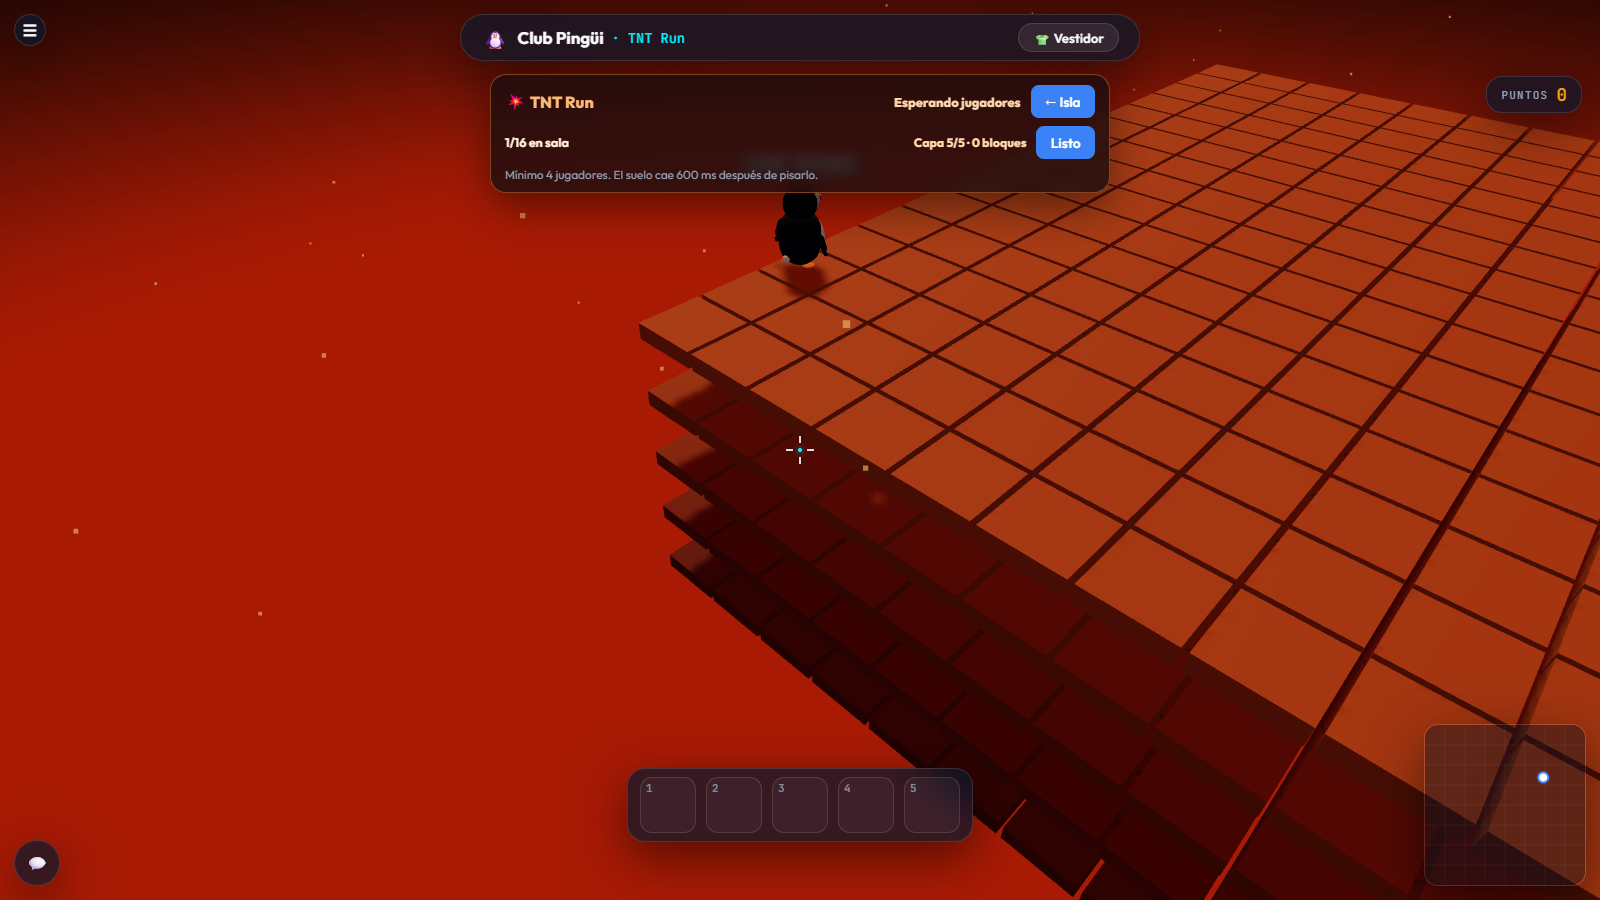 Club Pingüi · TNT Run
Vestidor
TNT Run
Esperando jugadores
← Isla
1/16 en sala
Capa 5/5 · 0 bloques
Listo
Mínimo 4 jugadores. El suelo cae 600 ms después de pisarlo.
PUNTOS 0
1 2 3 4 5